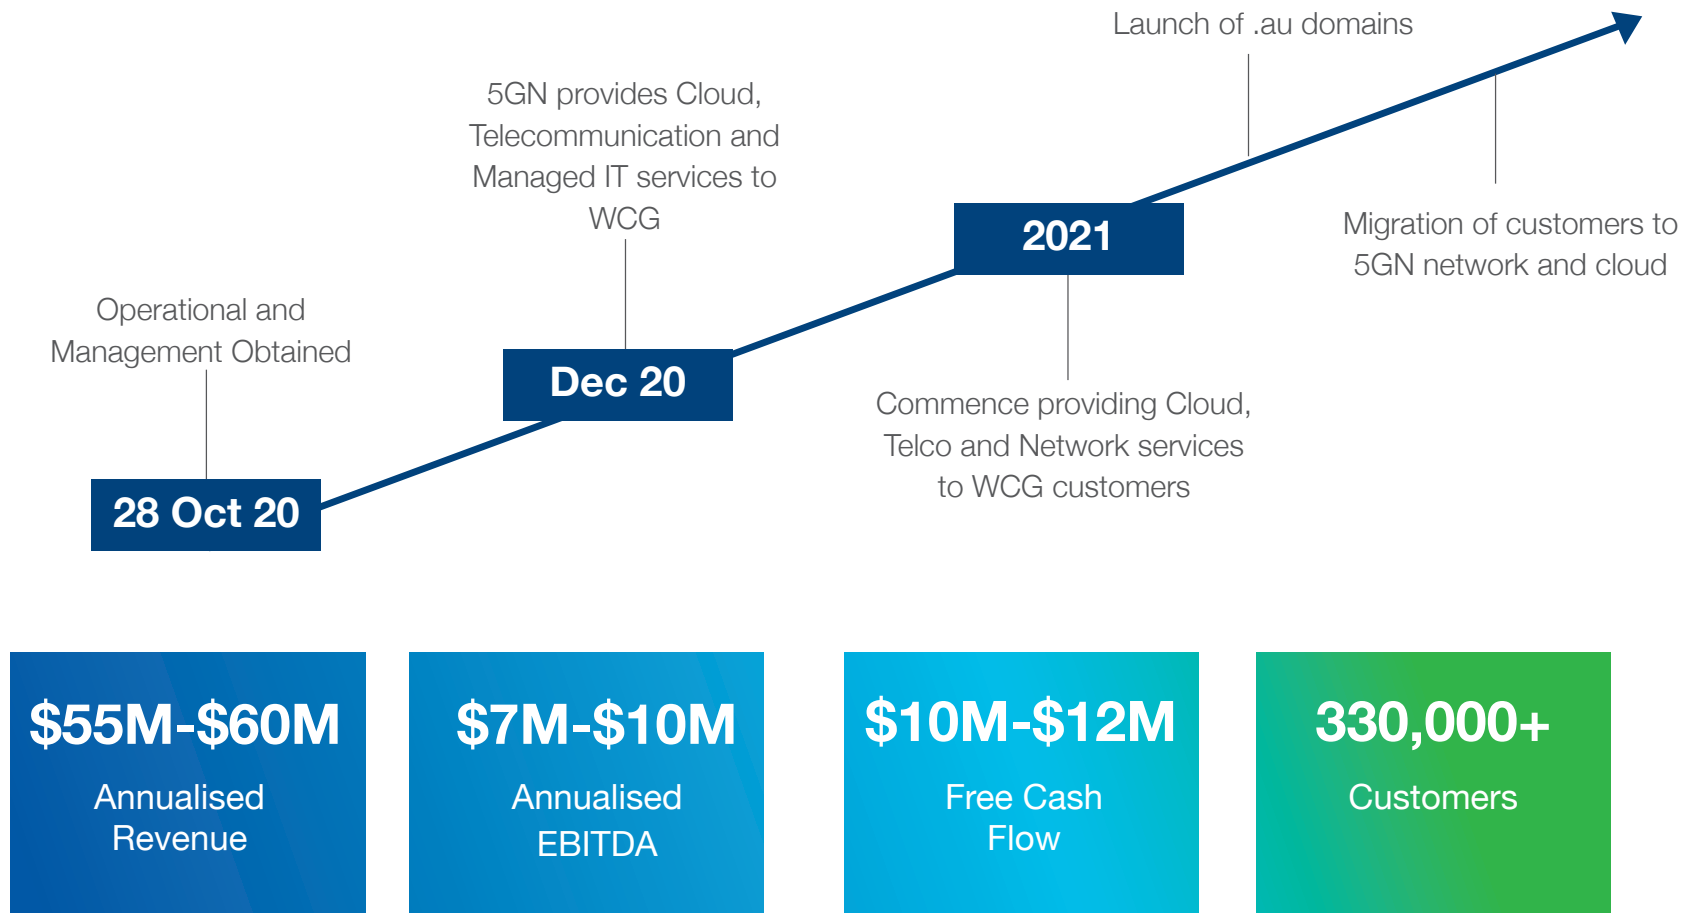 Launch of .au domains
5GN provides Cloud,
Telecommunication and
Managed IT services to
WCG
2021
Migration of customers to
5GN network and cloud
Operational and
Management Obtained
Dec 20
Commence providing Cloud,
Telco and Network services
to WCG customers
28 Oct 20
$55M-$60M
Annualised
Revenue
$7M-$10M
Annualised
EBITDA
$10M-$12M
Free Cash
Flow
330,000+
Customers